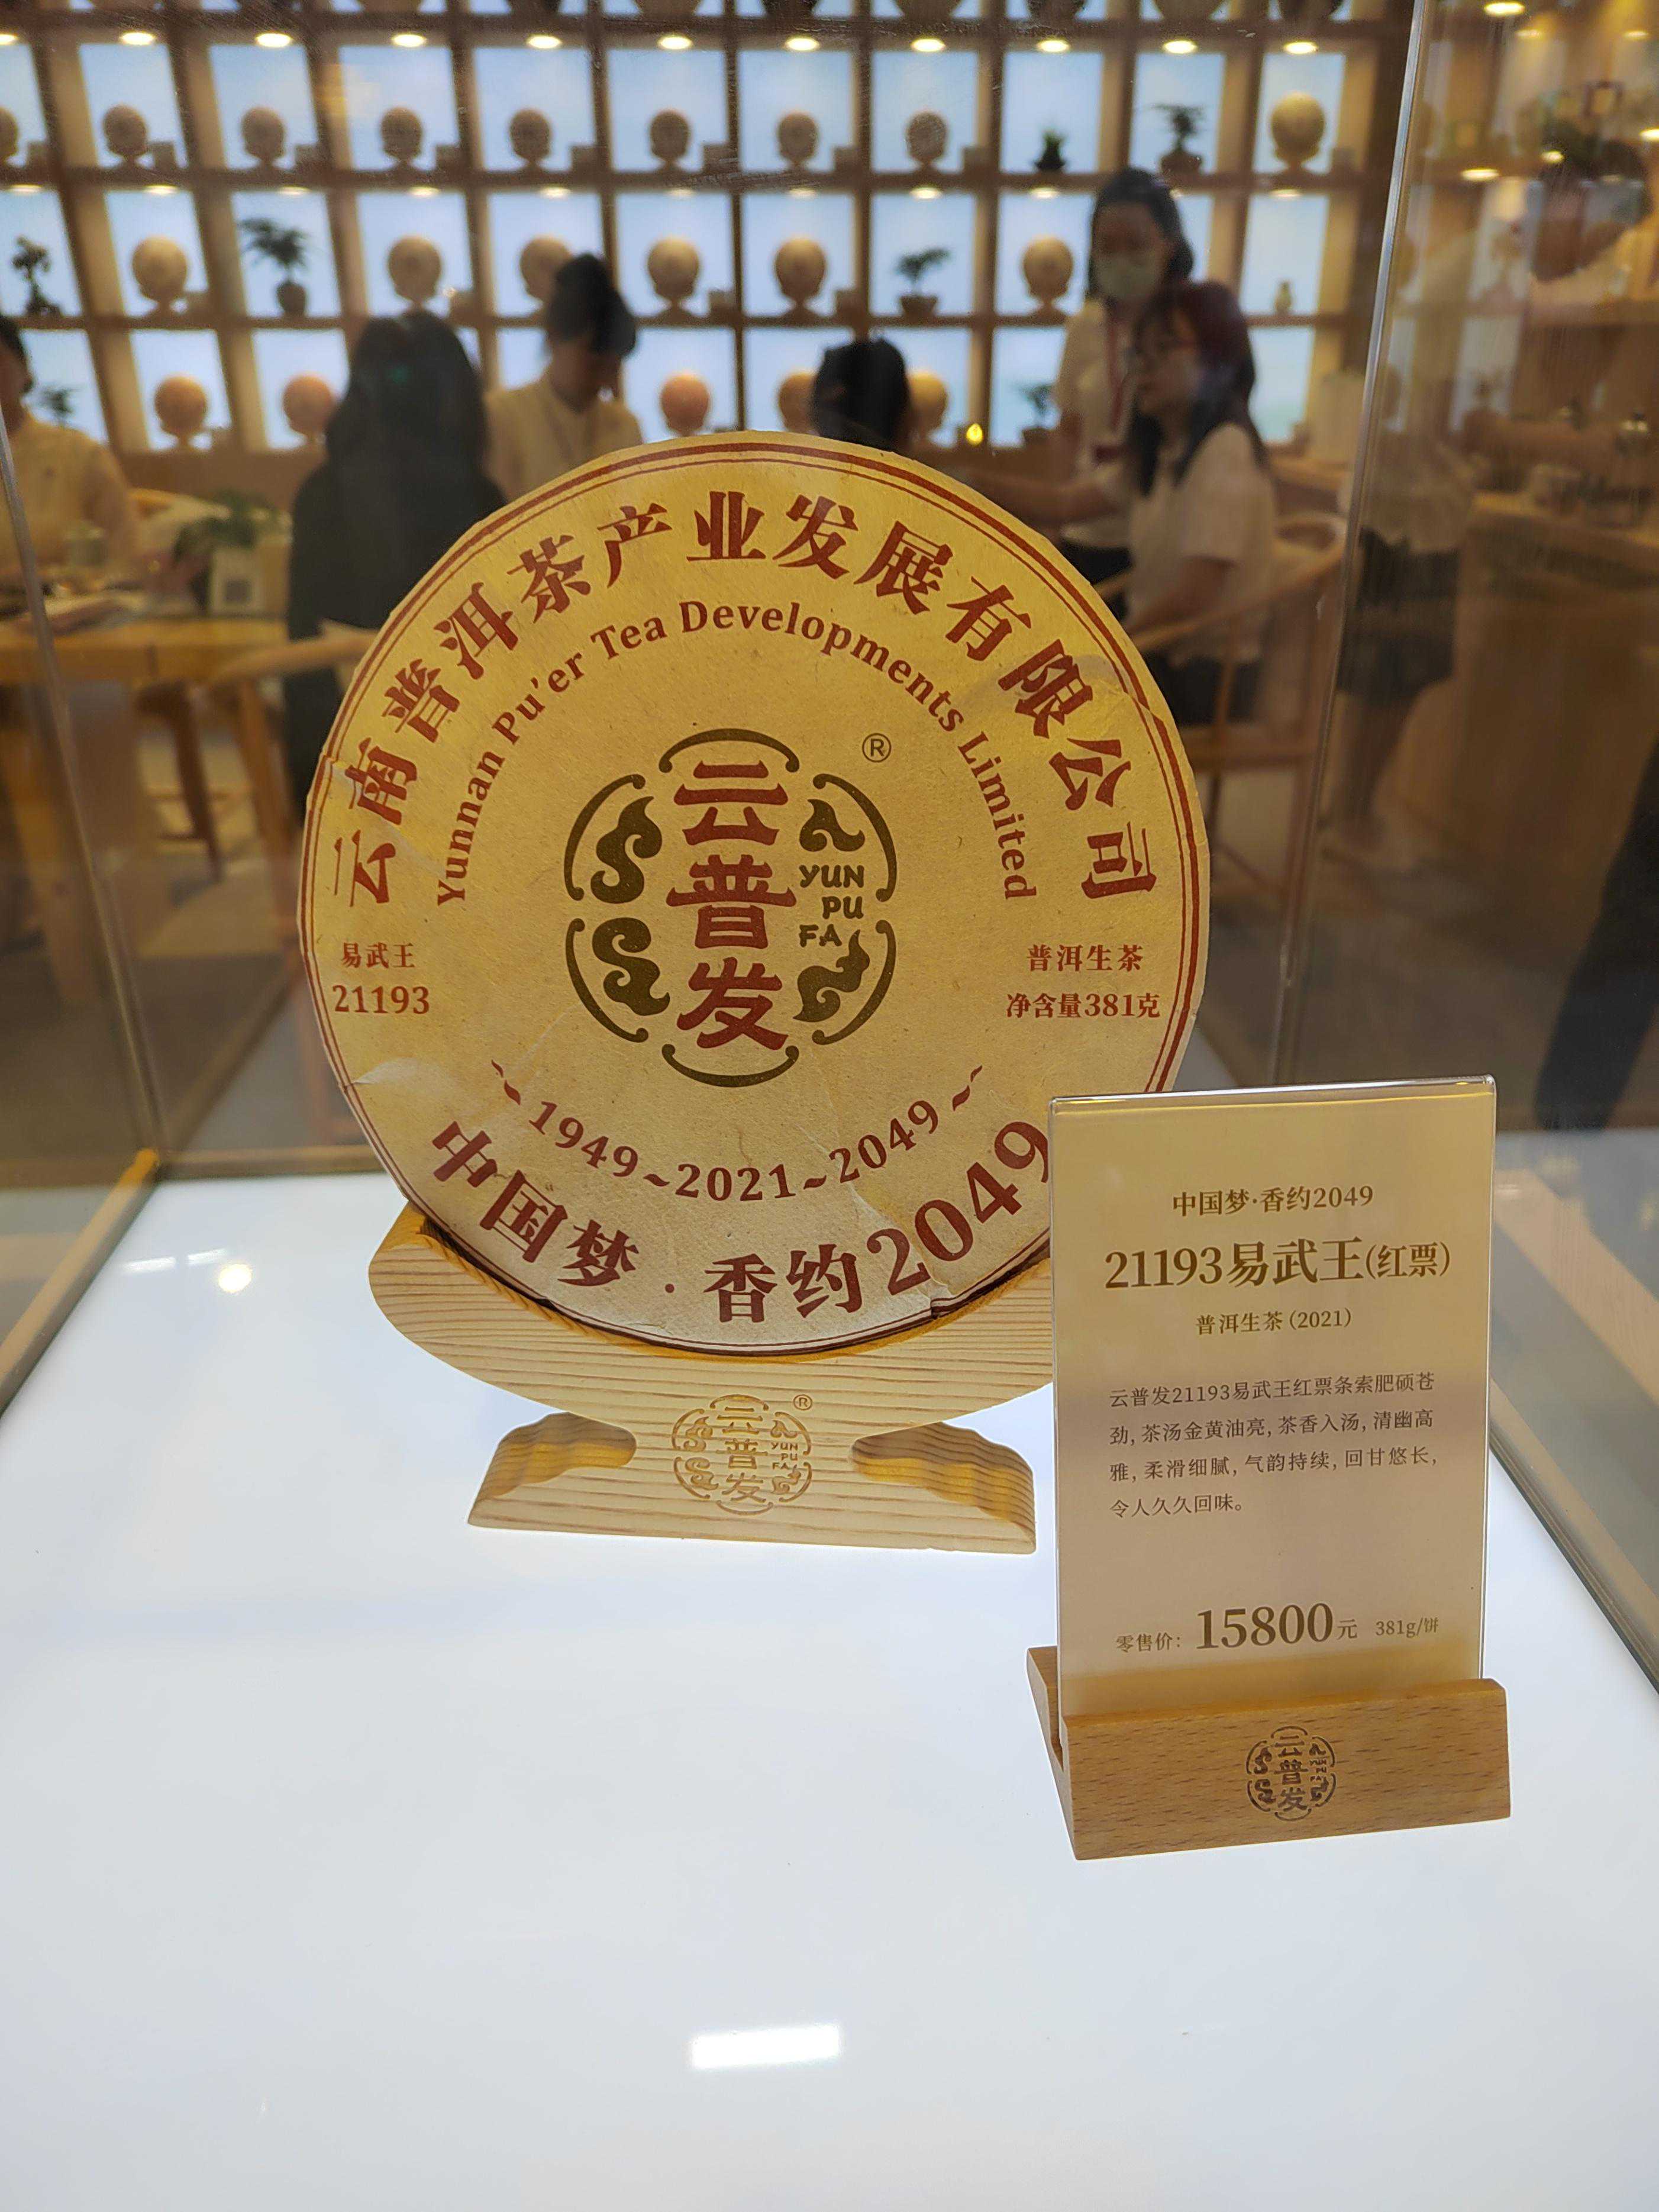 云南普洱茶产业发展有限公司
Yunnan Pu'er Tea Developments Limited
®
云普发
YUN
PU
FA
易武王
21193
普洱生茶
净含量381克
~1949~2021~2049~
中国梦·香约2049
云普发
®
YUN
PU
FA
中国梦·香约2049
21193易武王(红票)
普洱生茶(2021)
云普发21193易武王红票条索肥硕苍
劲,茶汤金黄油亮,茶香入汤,清幽高
雅,柔滑细腻,气韵持续,回甘悠长,
令人久久回味。
零售价: 15800元 381g/饼
云普发